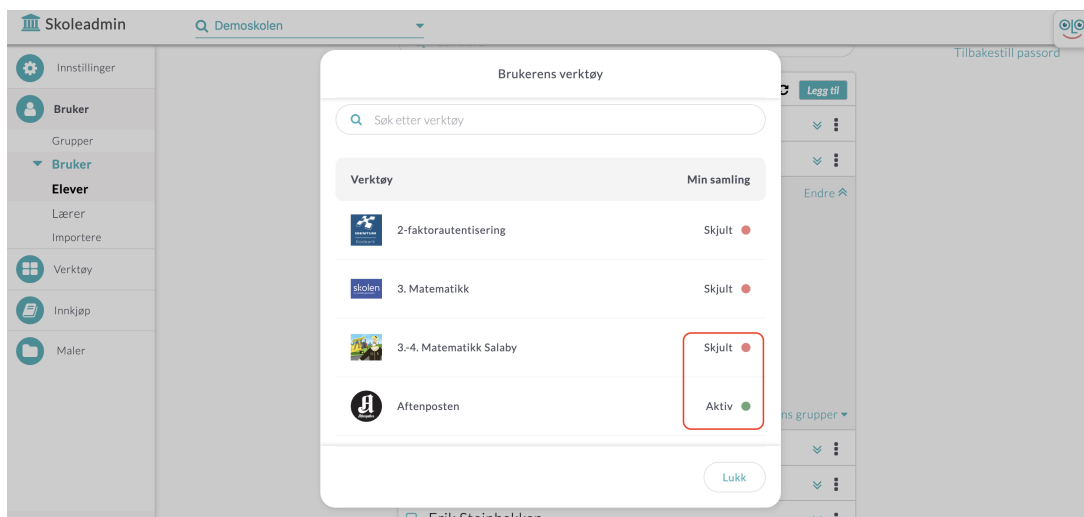 Skoleadmin
Demoskolen
Tilbakestill passord
Innstillinger
Bruker
Grupper
Bruker
Elever
Lærer
Importere
Verktøy
Innkjøp
Maler
Legg til
Endre
ns grupper
Brukerens verktøy
Søk etter verktøy
Verktøy Min samling
2-faktorautentisering Skjult
skolen 3. Matematikk Skjult
3.-4. Matematikk Salaby Skjult
Aftenposten Aktiv
Lukk